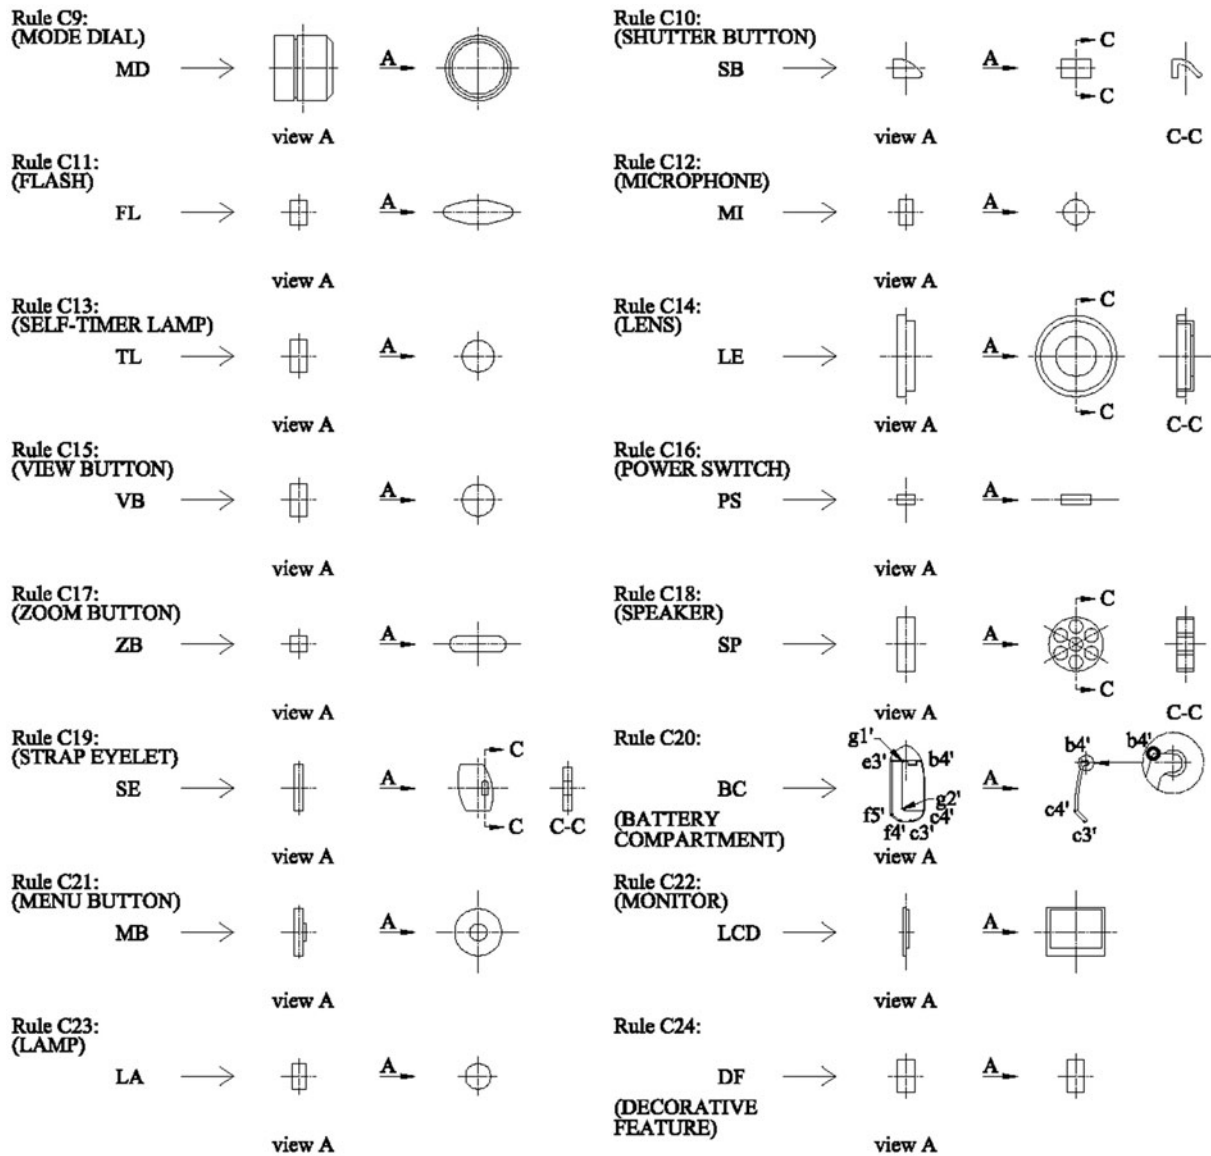 Rule C9:
(MODE DIAL)
MD
A
view A
Rule C10:
(SHUTTER BUTTON)
SB
A
C
C
view A
C-C
Rule C11:
(FLASH)
FL
A
view A
Rule C12:
(MICROPHONE)
MI
A
view A
Rule C13:
(SELF-TIMER LAMP)
TL
A
view A
Rule C14:
(LENS)
LE
A
C
C
view A
C-C
Rule C15:
(VIEW BUTTON)
VB
A
view A
Rule C16:
(POWER SWITCH)
PS
A
view A
Rule C17:
(ZOOM BUTTON)
ZB
A
view A
Rule C18:
(SPEAKER)
SP
A
C
C
view A
C-C
Rule C19:
(STRAP EYELET)
SE
A
C
C
C-C
view A
Rule C20:
BC
(BATTERY
COMPARTMENT)
g1'
e3'
b4'
g2'
f5'
c4'
f4'
c3'
view A
A
b4'
b4'
c4'
c3'
Rule C21:
(MENU BUTTON)
MB
A
view A
Rule C22:
(MONITOR)
LCD
A
view A
Rule C23:
(LAMP)
LA
A
view A
Rule C24:
DF
(DECORATIVE
FEATURE)
A
view A